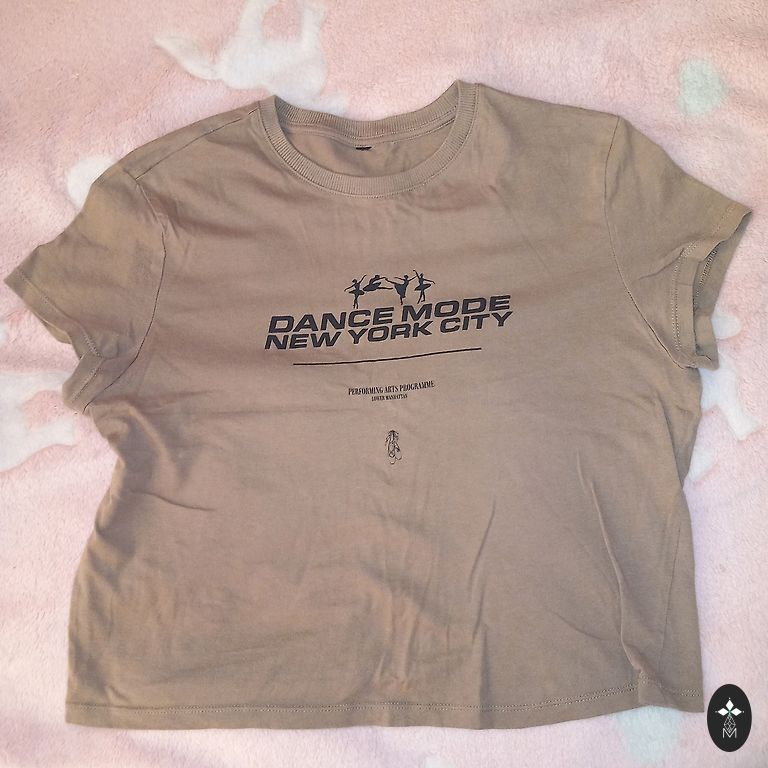 DANCE MODE
NEW YORK CITY
PERFORMING ARTS PROGRAMME
LOWER MANHATTAN
M